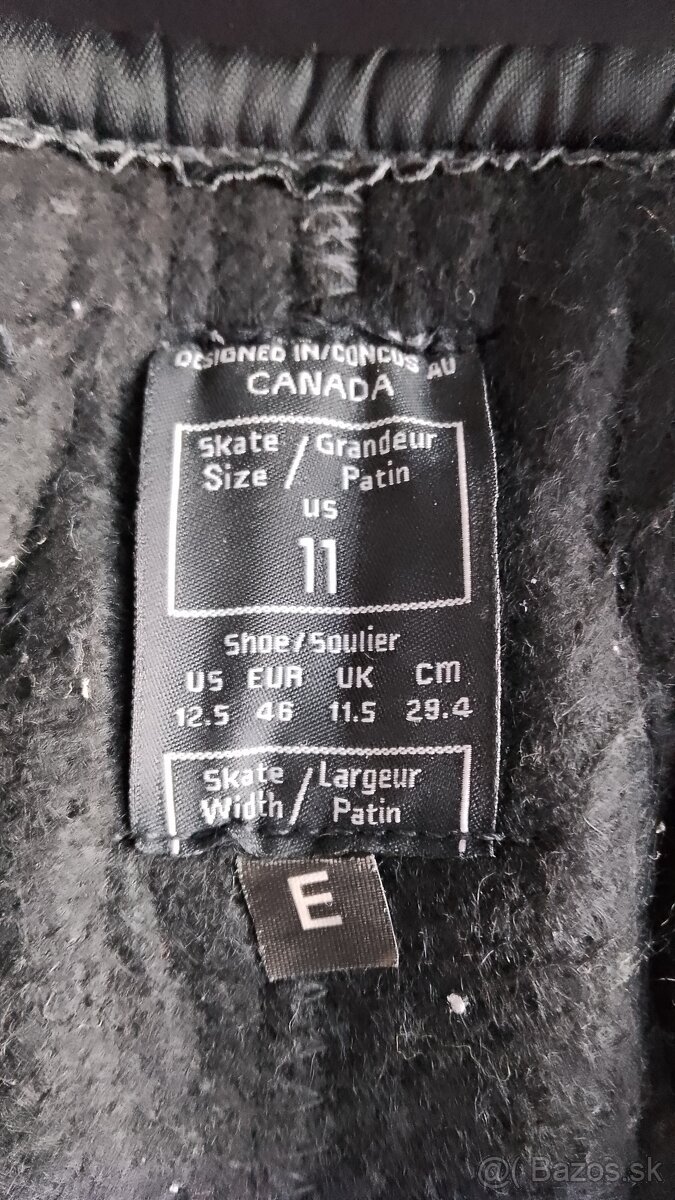 DESIGNED IN/CONCUS AU
CANADA
Skate / Grandeur
Size / Patin
US
11
Shoe/Soulier
US EUR UK CM
12.5 46 11.5 29.4
Skate / Largeur
Width / Patin
E
@ Bazos.sk